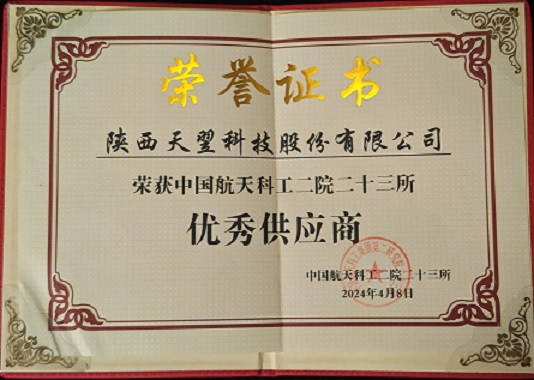 荣誉证书
陕西天翌科技股份有限公司
荣获中国航天科工二院二十三所
优秀供应商
中国航天科工二院二十三所
2024年4月8日